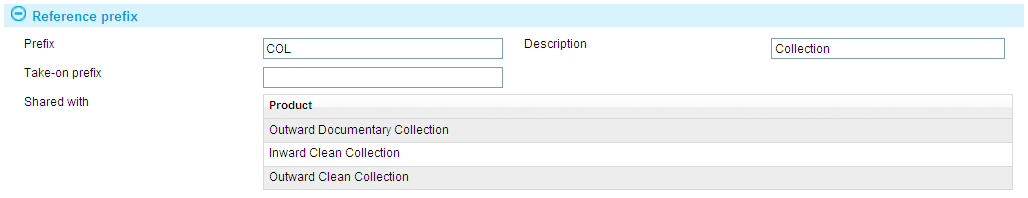 Reference prefix
Prefix COL Description Collection
Take-on prefix
Shared with Product
Outward Documentary Collection
Inward Clean Collection
Outward Clean Collection